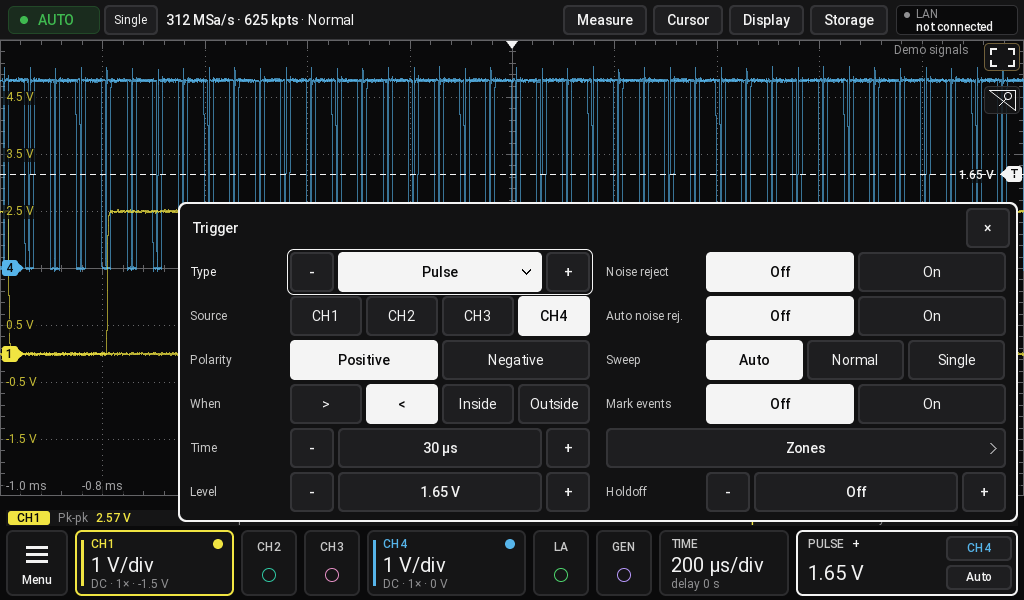 AUTO Single 312 MSa/s · 625 kpts · Normal Measure Cursor Display Storage LAN
not connected
Demo signals
4.5 V
3.5 V
1.65 V T
2.5 V
Trigger ×
Type - Pulse + Noise reject Off On
4
Source CH1 CH2 CH3 CH4 Auto noise rej. Off On
0.5 V
1
Polarity Positive Negative Sweep Auto Normal Single
-0.5 V
When > < Inside Outside Mark events Off On
-1.5 V
Time - 30 µs + Zones
-1.0 ms -0.8 ms
Level - 1.65 V + Holdoff - Off +
CH1 Pk-pk 2.57 V
Menu
CH1
1 V/div
DC · 1× · -1.5 V
CH2
CH3
CH4
1 V/div
DC · 1× · 0 V
LA
GEN
TIME
200 µs/div
delay 0 s
PULSE +
1.65 V
CH4
Auto